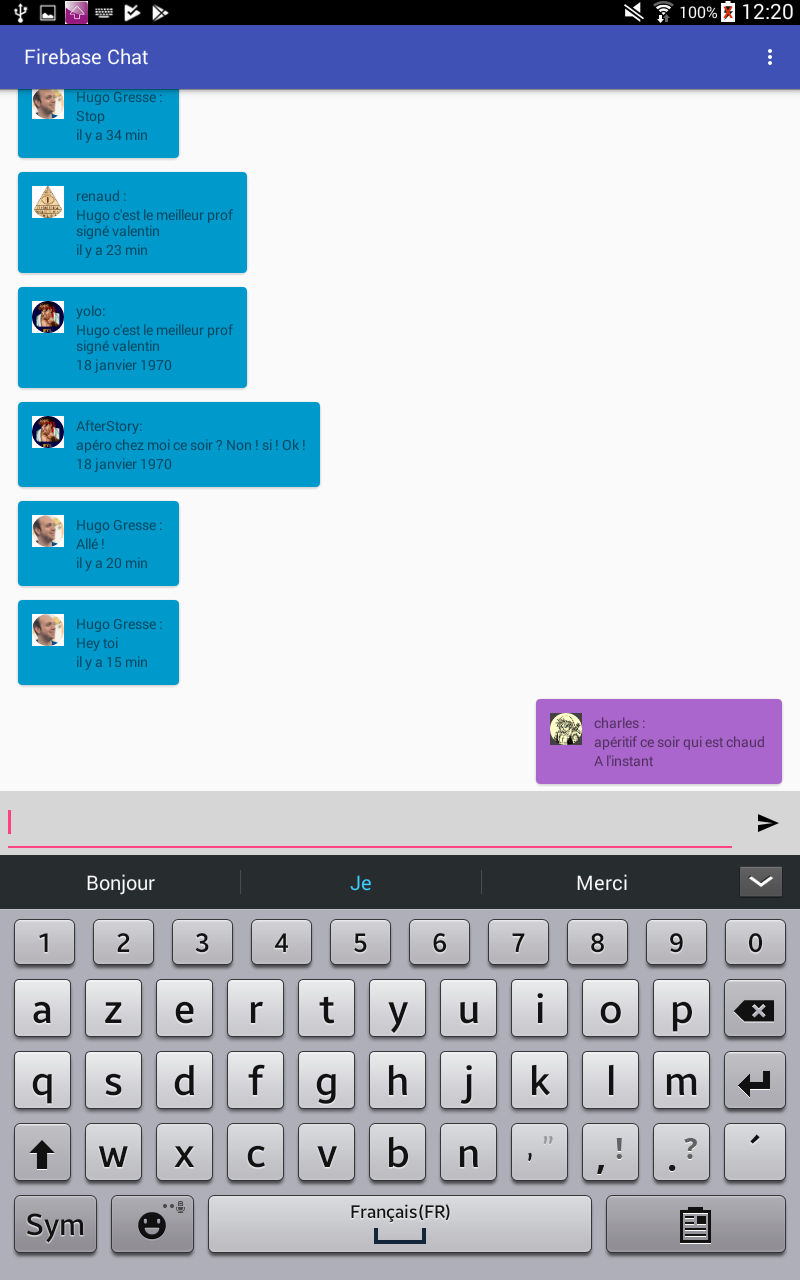 100% 12:20
Firebase Chat
Hugo Gresse :
Stop
il y a 34 min
renaud :
Hugo c'est le meilleur prof
signé valentin
il y a 23 min
yolo:
Hugo c'est le meilleur prof
signé valentin
18 janvier 1970
AfterStory:
apéro chez moi ce soir ? Non ! si ! Ok !
18 janvier 1970
Hugo Gresse :
Allé !
il y a 20 min
Hugo Gresse :
Hey toi
il y a 15 min
charles :
apéritif ce soir qui est chaud
A l'instant
Bonjour Je Merci
1 2 3 4 5 6 7 8 9 0
a z e r t y u i o p
q s d f g h j k l m
w x c v b n ' " , ! . ? ´
Sym Français(FR)